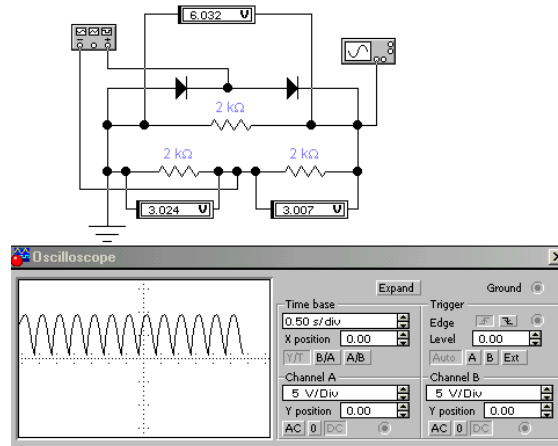 6.032 V
2 kΩ
2 kΩ 2 kΩ
3.024 V 3.007 V
Oscilloscope
Expand Ground
Time base Trigger
0.50 s/div Edge
X position 0.00 Level 0.00
Y/T B/A A/B Auto A B Ext
Channel A Channel B
5 V/Div 5 V/Div
Y position 0.00 Y position 0.00
AC 0 DC AC 0 DC